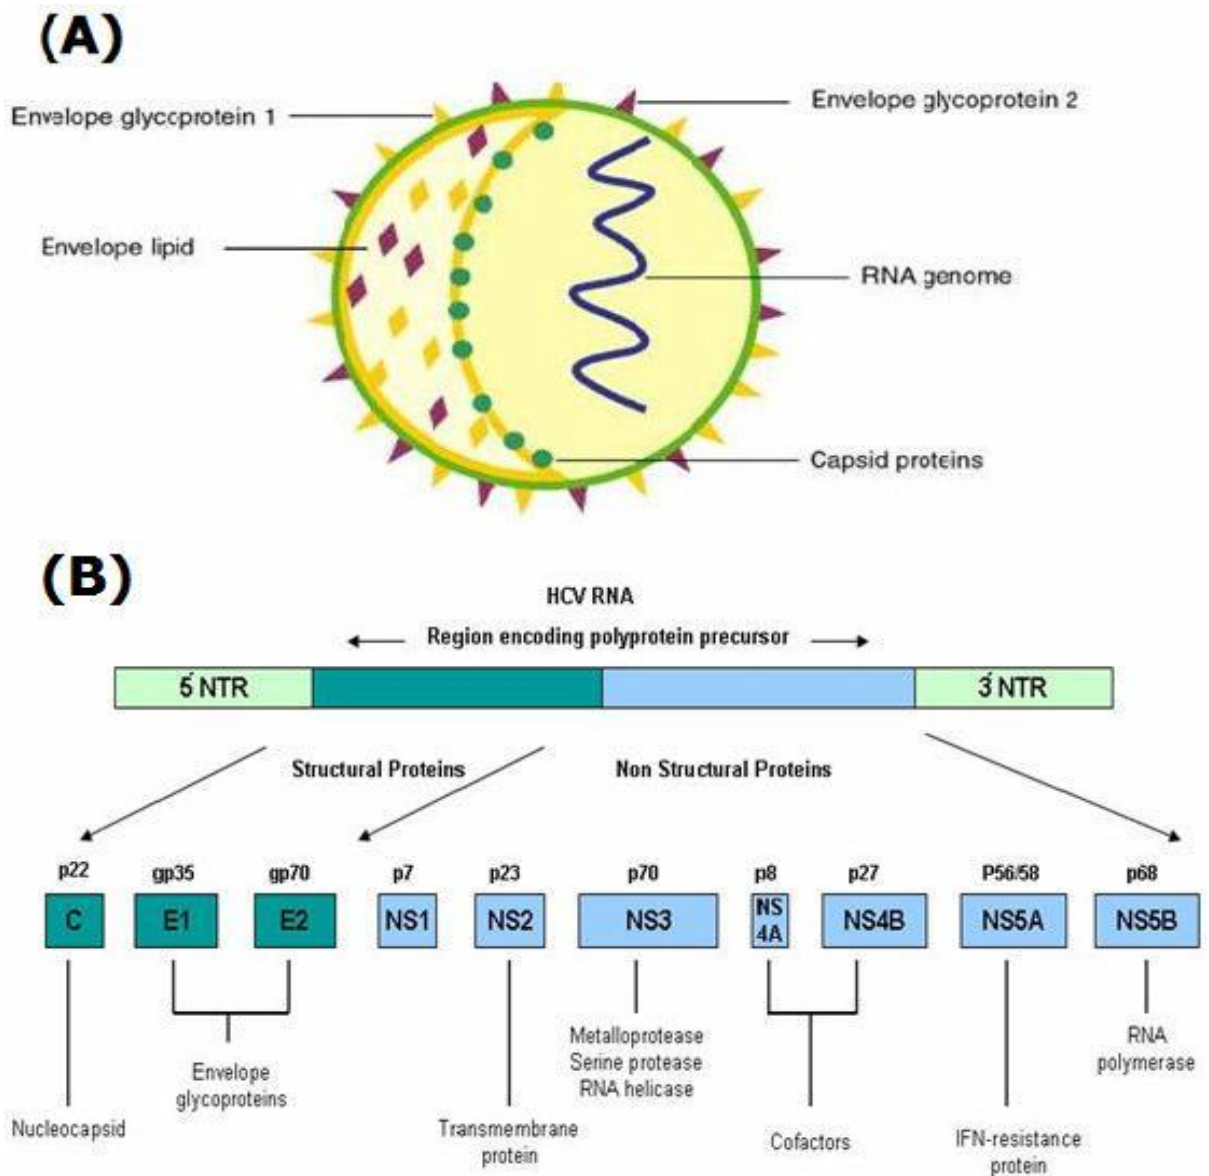 (A)
Envelope glyccprotein 1
Envelope glycoprotein 2
Envelope lipid
RNA genome
Capsid proteins
(B)
HCV RNA
Region encoding polyprotein precursor
5́ NTR
3́ NTR
Structural Proteins
Non Structural Proteins
p22 gp35 gp70 p7 p23 p70 p8 p27 P56/58 p68
C E1 E2 NS1 NS2 NS3 NS 4A NS4B NS5A NS5B
Metalloprotease
Serine protease
RNA helicase
RNA
polymerase
Envelope
glycoproteins
Nucleocapsid
Transmembrane
protein
Cofactors
IFN-resistance
protein